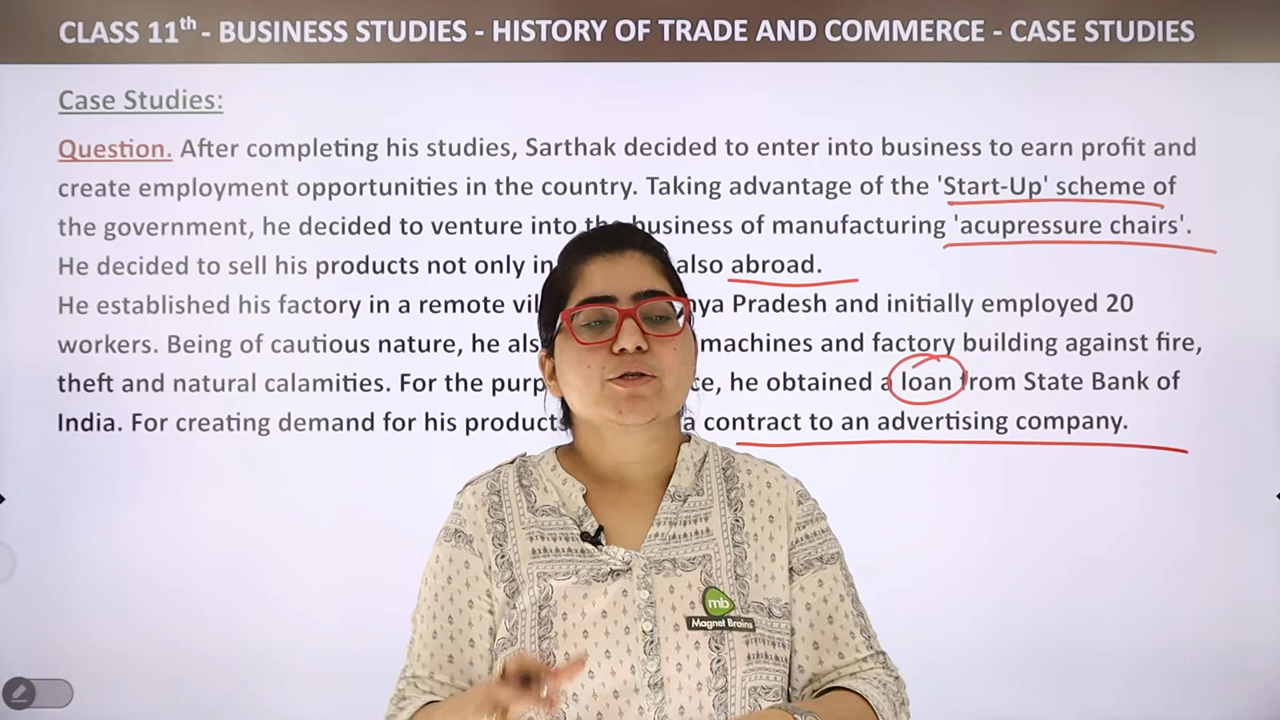 CLASS 11th - BUSINESS STUDIES - HISTORY OF TRADE AND COMMERCE - CASE STUDIES
Case Studies:
Question. After completing his studies, Sarthak decided to enter into business to earn profit and
create employment opportunities in the country. Taking advantage of the 'Start-Up' scheme of
the government, he decided to venture into the business of manufacturing 'acupressure chairs'.
He decided to sell his products not only in also abroad.
He established his factory in a remote Pradesh and initially employed 20
workers. Being of cautious nature, he machines and factory building against fire,
theft and natural calamities. For the he obtained a loan from State Bank of
India. For creating demand for his products a contract to an advertising company.
mb
Magnet Brains